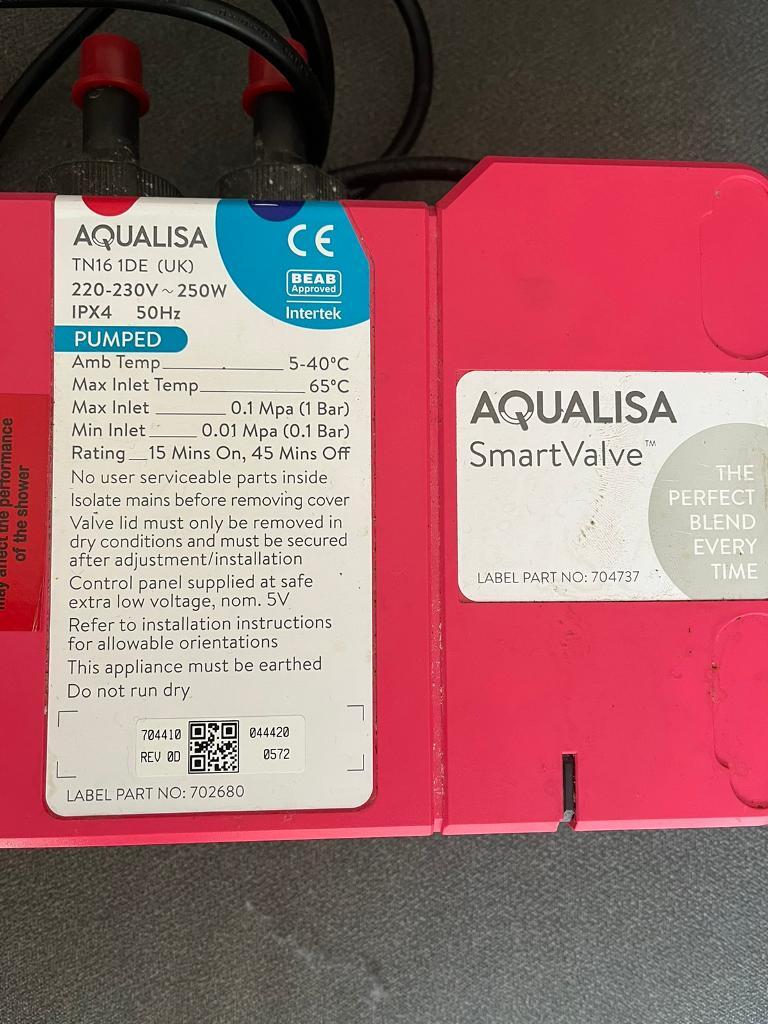 AQUALISA
TN16 1DE (UK)
220-230V ~ 250W
IPX4 50Hz
CE
BEAB
Approved
Intertek
PUMPED
Amb Temp 5-40°C
Max Inlet Temp 65°C
Max Inlet 0.1 Mpa (1 Bar)
Min Inlet 0.01 Mpa (0.1 Bar)
Rating 15 Mins On, 45 Mins Off
No user serviceable parts inside
Isolate mains before removing cover
Valve lid must only be removed in
dry conditions and must be secured
after adjustment/installation
Control panel supplied at safe
extra low voltage, nom. 5V
Refer to installation instructions
for allowable orientations
This appliance must be earthed
Do not run dry
704410 044420
REV 0D 0572
LABEL PART NO: 702680
may affect the performance
of the shower
AQUALISA
SmartValve™
THE
PERFECT
BLEND
EVERY
TIME
LABEL PART NO: 704737